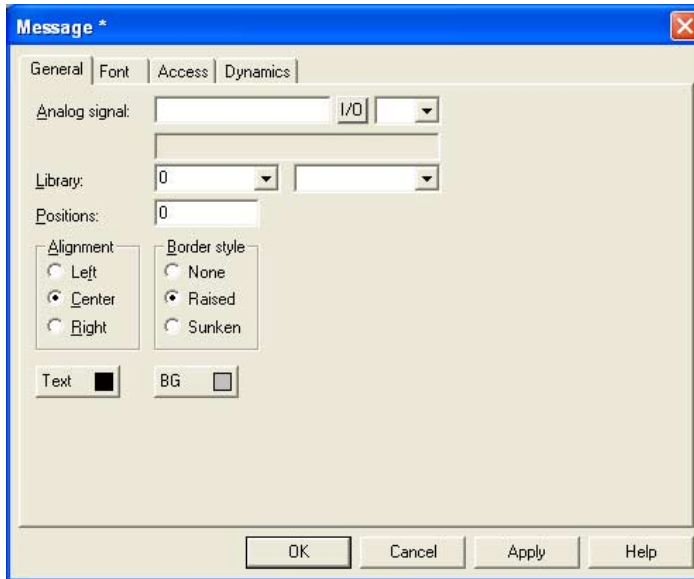 Message *
General Font Access Dynamics
Analog signal: I/O
Library: 0
Positions: 0
Alignment Border style
Left None
Center Raised
Right Sunken
Text BG
OK Cancel Apply Help